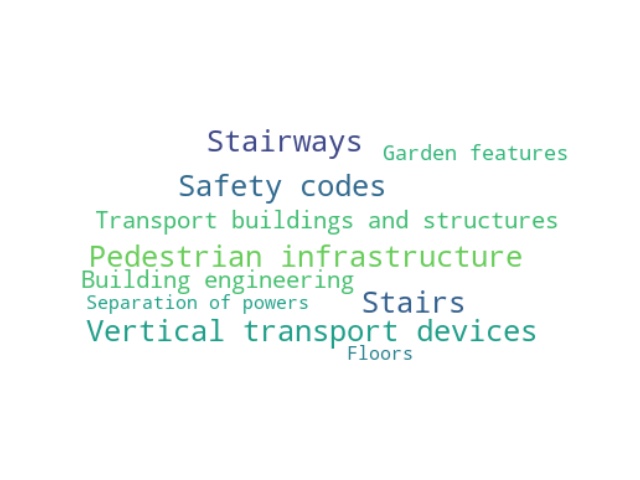 Stairways
Garden features
Safety codes
Transport buildings and structures
Pedestrian infrastructure
Building engineering
Separation of powers
Stairs
Vertical transport devices
Floors